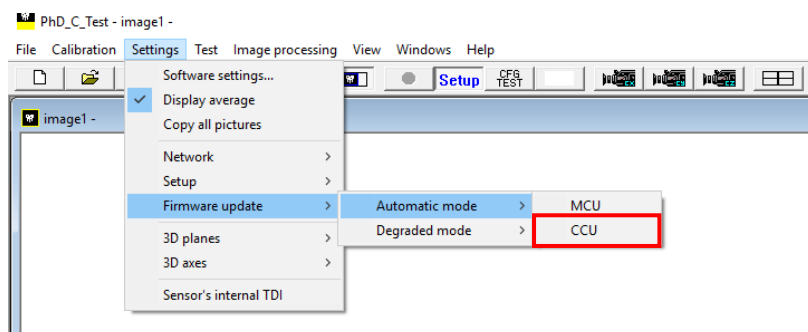 PhD_C_Test - image1 -
File Calibration Settings Test Image processing View Windows Help
Setup CFG TEST
image1 -
Software settings...
Display average
Copy all pictures
Network
Setup
Firmware update
3D planes
3D axes
Sensor's internal TDI
Automatic mode
Degraded mode
MCU
CCU